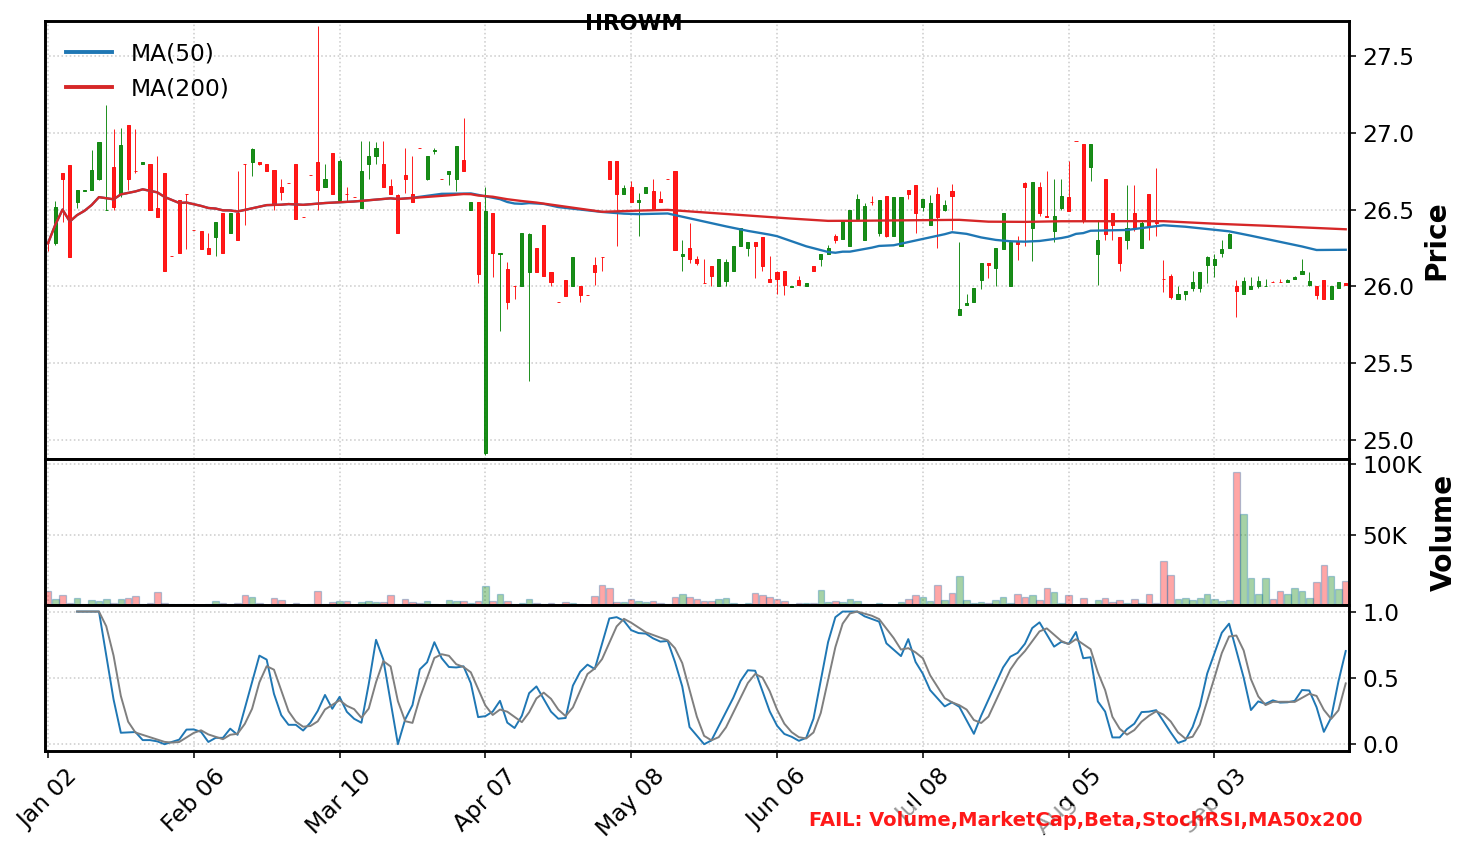 HROWM
MA(50)
MA(200)
27.5
27.0
26.5
26.0
25.5
25.0
Price
100K
50K
Volume
1.0
0.5
0.0
Jan 02
Feb 06
Mar 10
Apr 07
May 08
Jun 06
Jul 08
Aug 05
Sep 03
FAIL: Volume,MarketCap,Beta,StochRSI,MA50x200